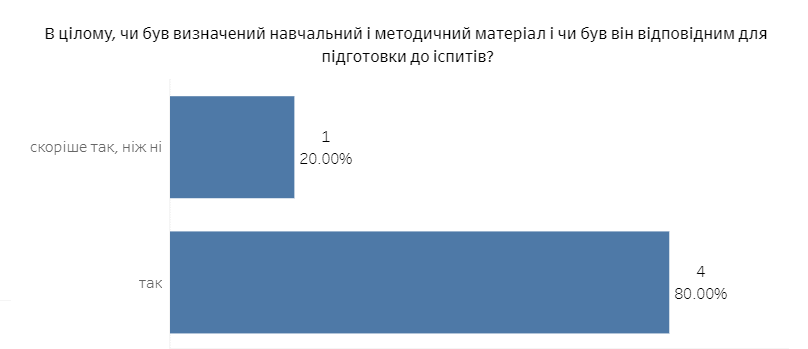 В цілому, чи був визначений навчальний і методичний матеріал і чи був він відповідним для
підготовки до іспитів?
скоріше так, ніж ні
1
20.00%
так
4
80.00%